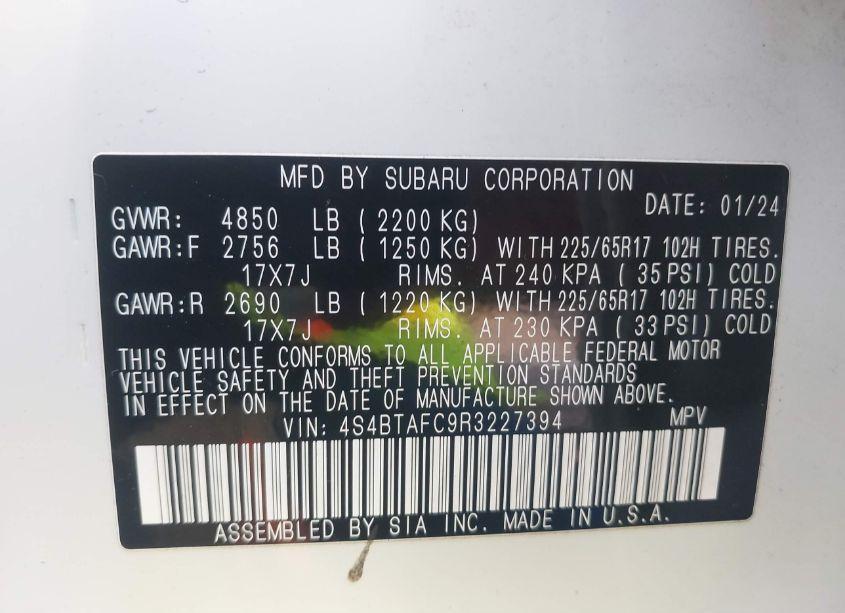 MFD BY SUBARU CORPORATION
DATE: 01/24
GVWR: 4850 LB ( 2200 KG)
GAWR:F 2756 LB ( 1250 KG) WITH 225/65R17 102H TIRES.
17X7J RIMS. AT 240 KPA ( 35 PSI) COLD
GAWR:R 2690 LB ( 1220 KG) WITH 225/65R17 102H TIRES.
17X7J RIMS. AT 230 KPA ( 33 PSI) COLD
THIS VEHICLE CONFORMS TO ALL APPLICABLE FEDERAL MOTOR
VEHICLE SAFETY AND THEFT PREVENTION STANDARDS
IN EFFECT ON THE DATE OF MANUFACTURE SHOWN ABOVE.
VIN: 4S4BTAFC9R3227394 MPV
ASSEMBLED BY SIA INC. MADE IN U.S.A.